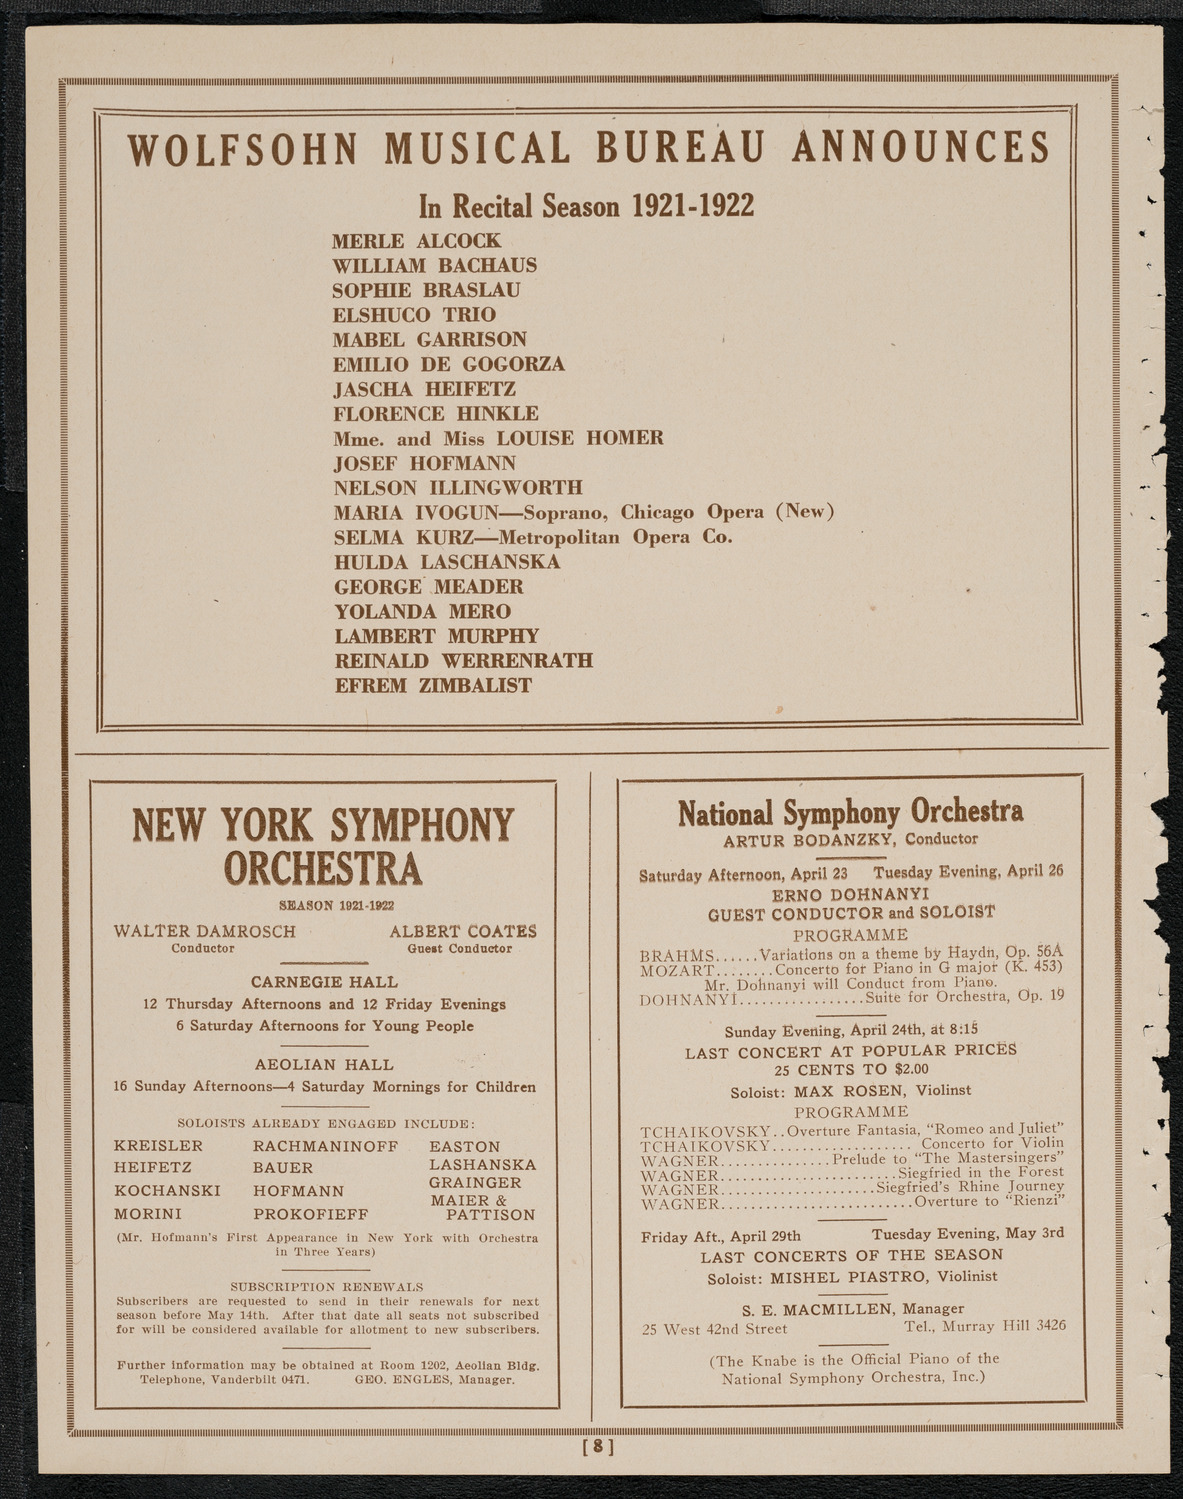 WOLFSOHN MUSICAL BUREAU ANNOUNCES
In Recital Season 1921-1922
MERLE ALCOCK
WILLIAM BACHAUS
SOPHIE BRASLAU
ELSHUCO TRIO
MABEL GARRISON
EMILIO DE GOGORZA
JASCHA HEIFETZ
FLORENCE HINKLE
Mme. and Miss LOUISE HOMER
JOSEF HOFMANN
NELSON ILLINGWORTH
MARIA IVOGUN—Soprano, Chicago Opera (New)
SELMA KURZ—Metropolitan Opera Co.
HULDA LASCHANSKA
GEORGE MEADER
YOLANDA MERO
LAMBERT MURPHY
REINALD WERRENRATH
EFREM ZIMBALIST
NEW YORK SYMPHONY
ORCHESTRA
SEASON 1921-1922
WALTER DAMROSCH ALBERT COATES
Conductor Guest Conductor
CARNEGIE HALL
12 Thursday Afternoons and 12 Friday Evenings
6 Saturday Afternoons for Young People
AEOLIAN HALL
16 Sunday Afternoons—4 Saturday Mornings for Children
SOLOISTS ALREADY ENGAGED INCLUDE:
KREISLER RACHMANINOFF EASTON
HEIFETZ BAUER LASHANSKA
GRAINGER
KOCHANSKI HOFMANN MAIER &
MORINI PROKOFIEFF PATTISON
(Mr. Hofmann's First Appearance in New York with Orchestra
in Three Years)
SUBSCRIPTION RENEWALS
Subscribers are requested to send in their renewals for next
season before May 14th. After that date all seats not subscribed
for will be considered available for allotment to new subscribers.
Further information may be obtained at Room 1202, Aeolian Bldg.
Telephone, Vanderbilt 0471. GEO. ENGLES, Manager.
National Symphony Orchestra
ARTUR BODANZKY, Conductor
Saturday Afternoon, April 23 Tuesday Evening, April 26
ERNO DOHNANYI
GUEST CONDUCTOR and SOLOIST
PROGRAMME
BRAHMS......Variations on a theme by Haydn, Op. 56A
MOZART........Concerto for Piano in G major (K. 453)
Mr. Dohnanyi will Conduct from Piano.
DOHNANYI.................Suite for Orchestra, Op. 19
Sunday Evening, April 24th, at 8:15
LAST CONCERT AT POPULAR PRICES
25 CENTS TO $2.00
Soloist: MAX ROSEN, Violinst
PROGRAMME
TCHAIKOVSKY..Overture Fantasia, "Romeo and Juliet"
TCHAIKOVSKY.................. Concerto for Violin
WAGNER..............Prelude to "The Mastersingers"
WAGNER.......................Siegfried in the Forest
WAGNER....................Siegfried's Rhine Journey
WAGNER.........................Overture to "Rienzi"
Friday Aft., April 29th Tuesday Evening, May 3rd
LAST CONCERTS OF THE SEASON
Soloist: MISHEL PIASTRO, Violinist
S. E. MACMILLEN, Manager
25 West 42nd Street Tel., Murray Hill 3426
(The Knabe is the Official Piano of the
National Symphony Orchestra, Inc.)
[ 8 ]